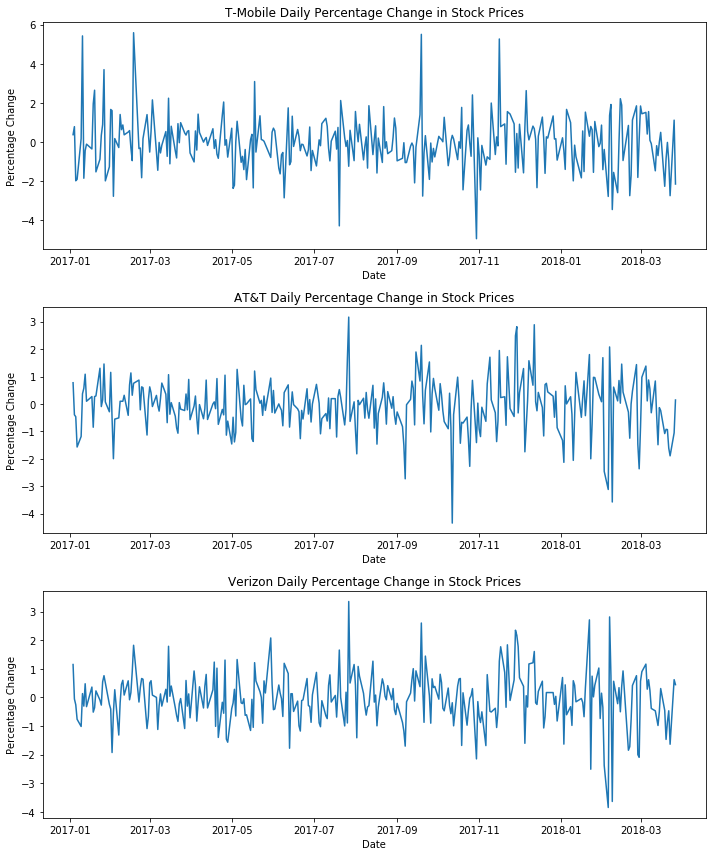 T-Mobile Daily Percentage Change in Stock Prices
Percentage Change
6
4
2
0
−2
−4
2017-01 2017-03 2017-05 2017-07 2017-09 2017-11 2018-01 2018-03
Date
AT&T Daily Percentage Change in Stock Prices
Percentage Change
3
2
1
0
−1
−2
−3
−4
2017-01 2017-03 2017-05 2017-07 2017-09 2017-11 2018-01 2018-03
Date
Verizon Daily Percentage Change in Stock Prices
Percentage Change
3
2
1
0
−1
−2
−3
−4
2017-01 2017-03 2017-05 2017-07 2017-09 2017-11 2018-01 2018-03
Date